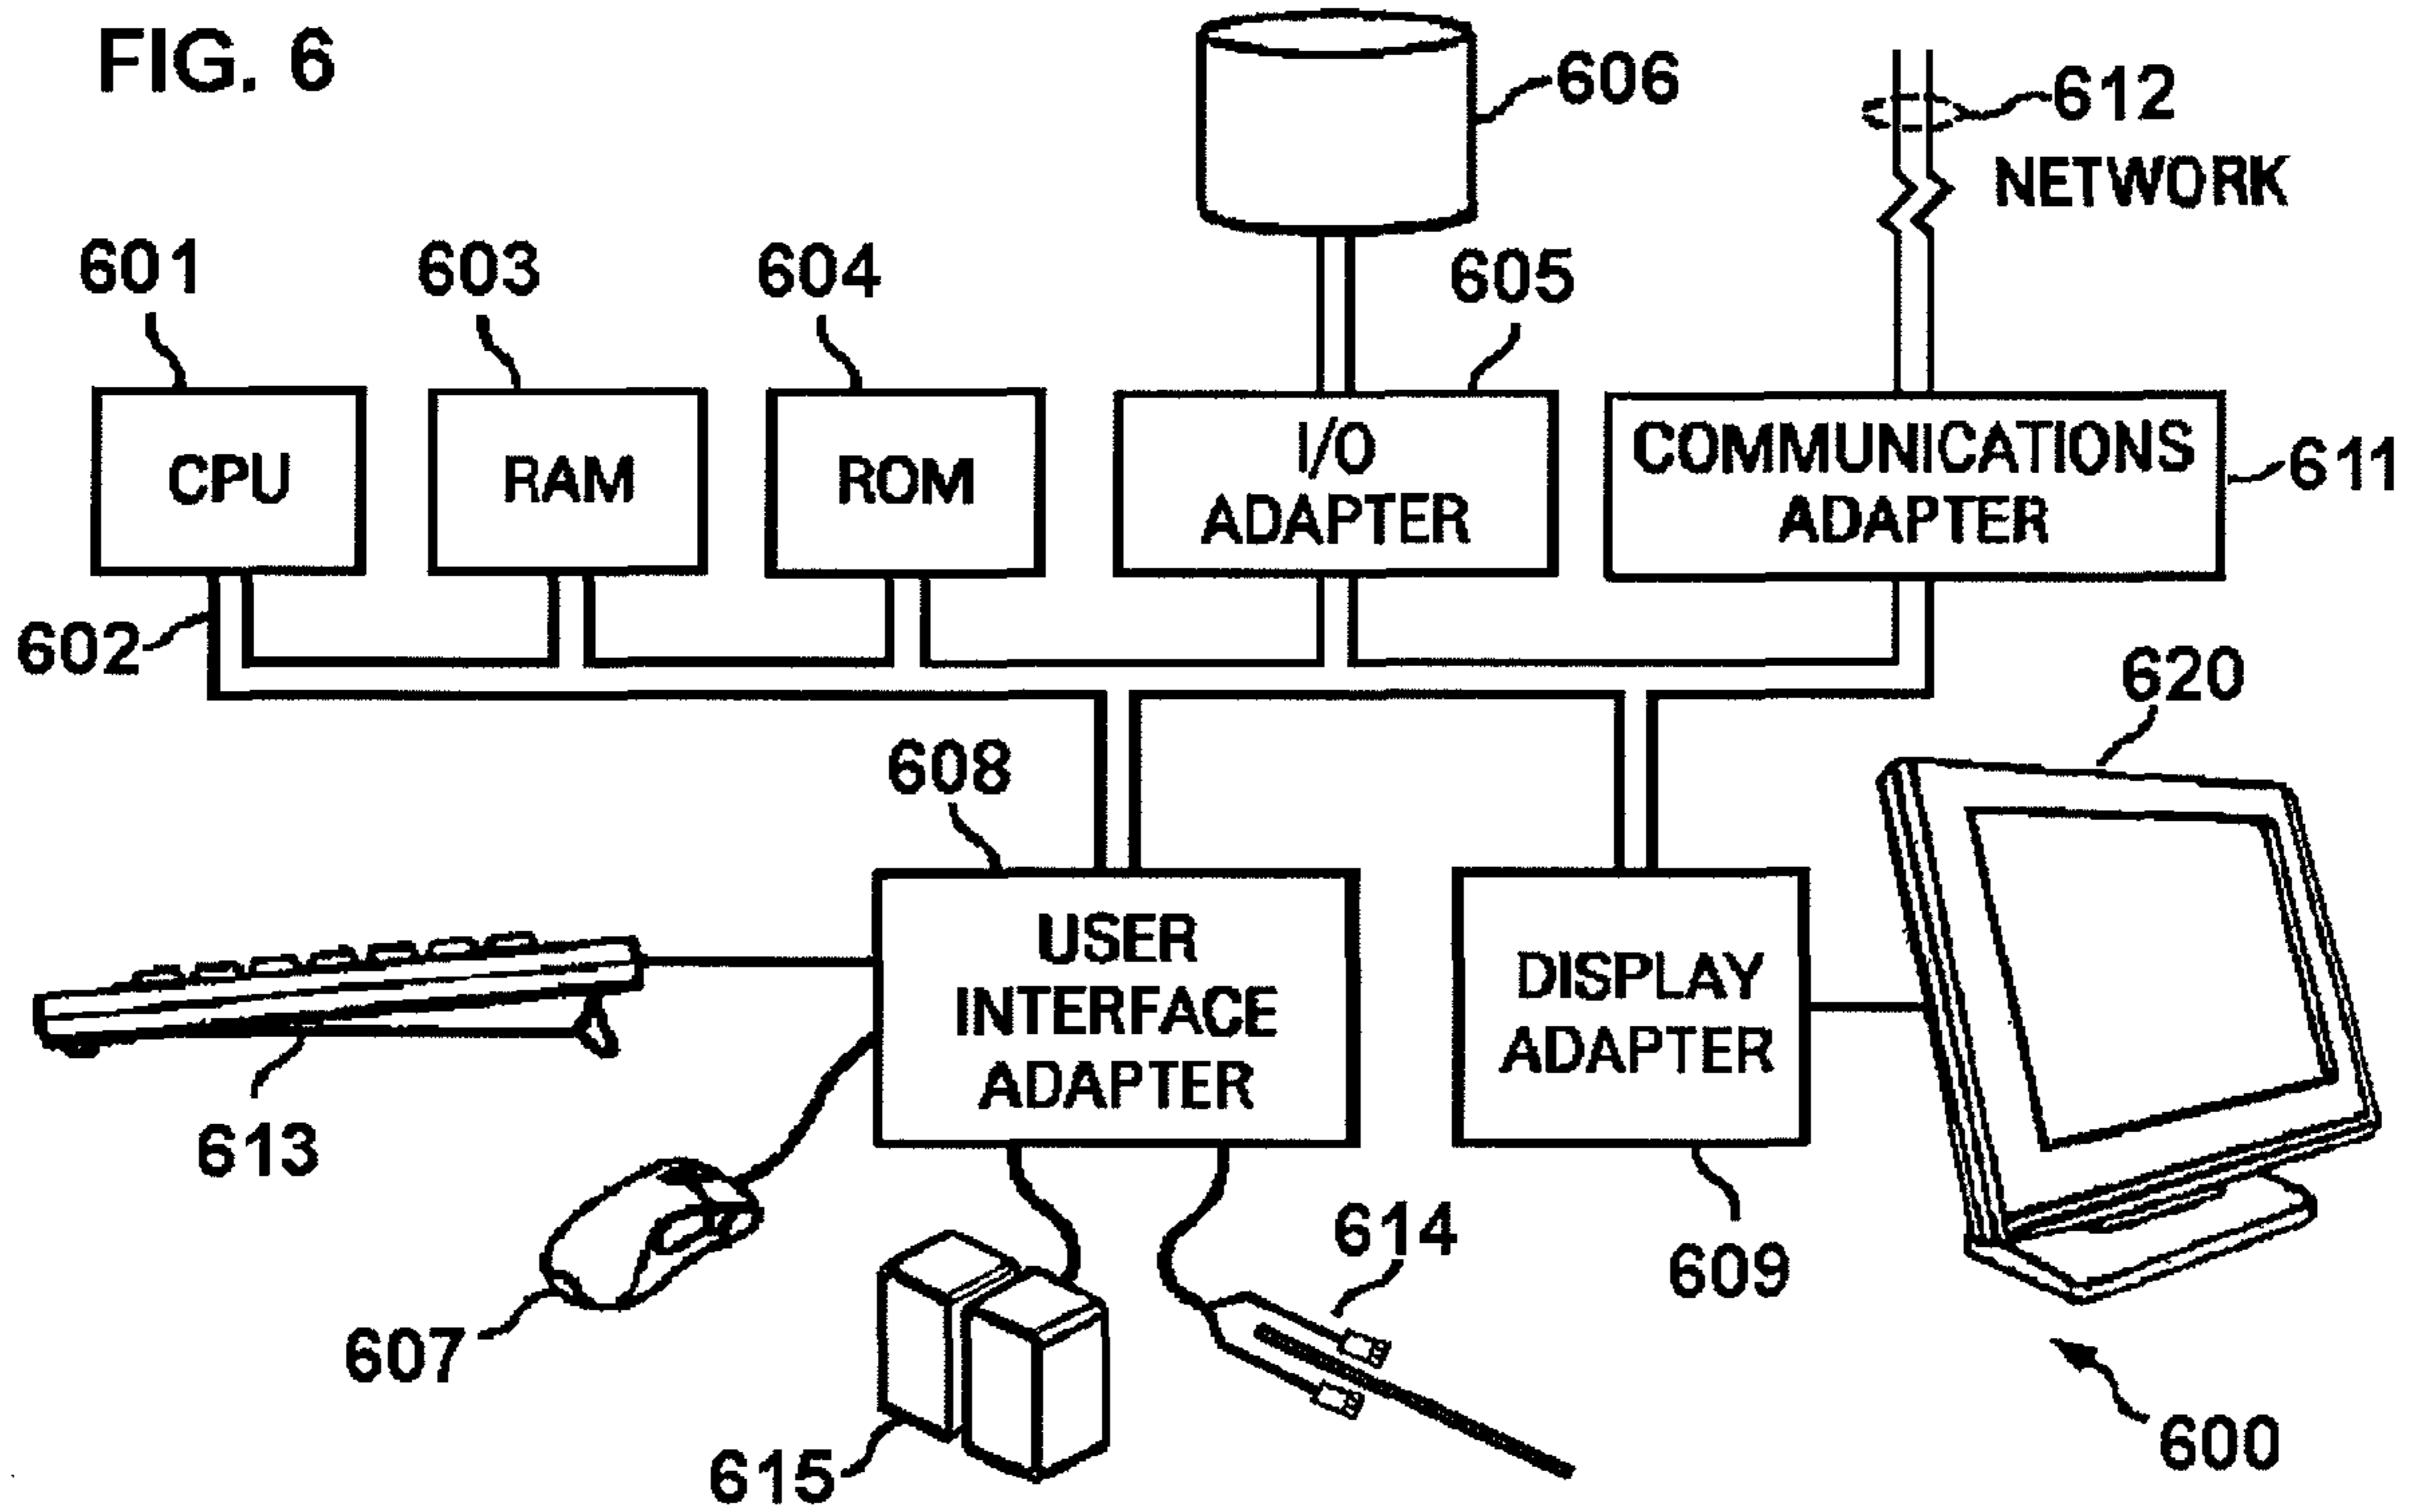 FIG. 6
606
612
NETWORK
601
603
604
605
CPU
RAM
ROM
I/O
ADAPTER
COMMUNICATIONS
ADAPTER
611
602
620
608
USER
INTERFACE
ADAPTER
DISPLAY
ADAPTER
613
607
615
614
609
600